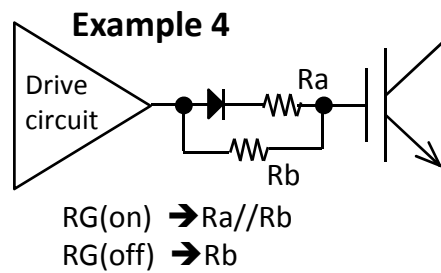 Example 4
Drive
circuit
Ra
Rb
RG(on) ➔Ra//Rb
RG(off) ➔Rb